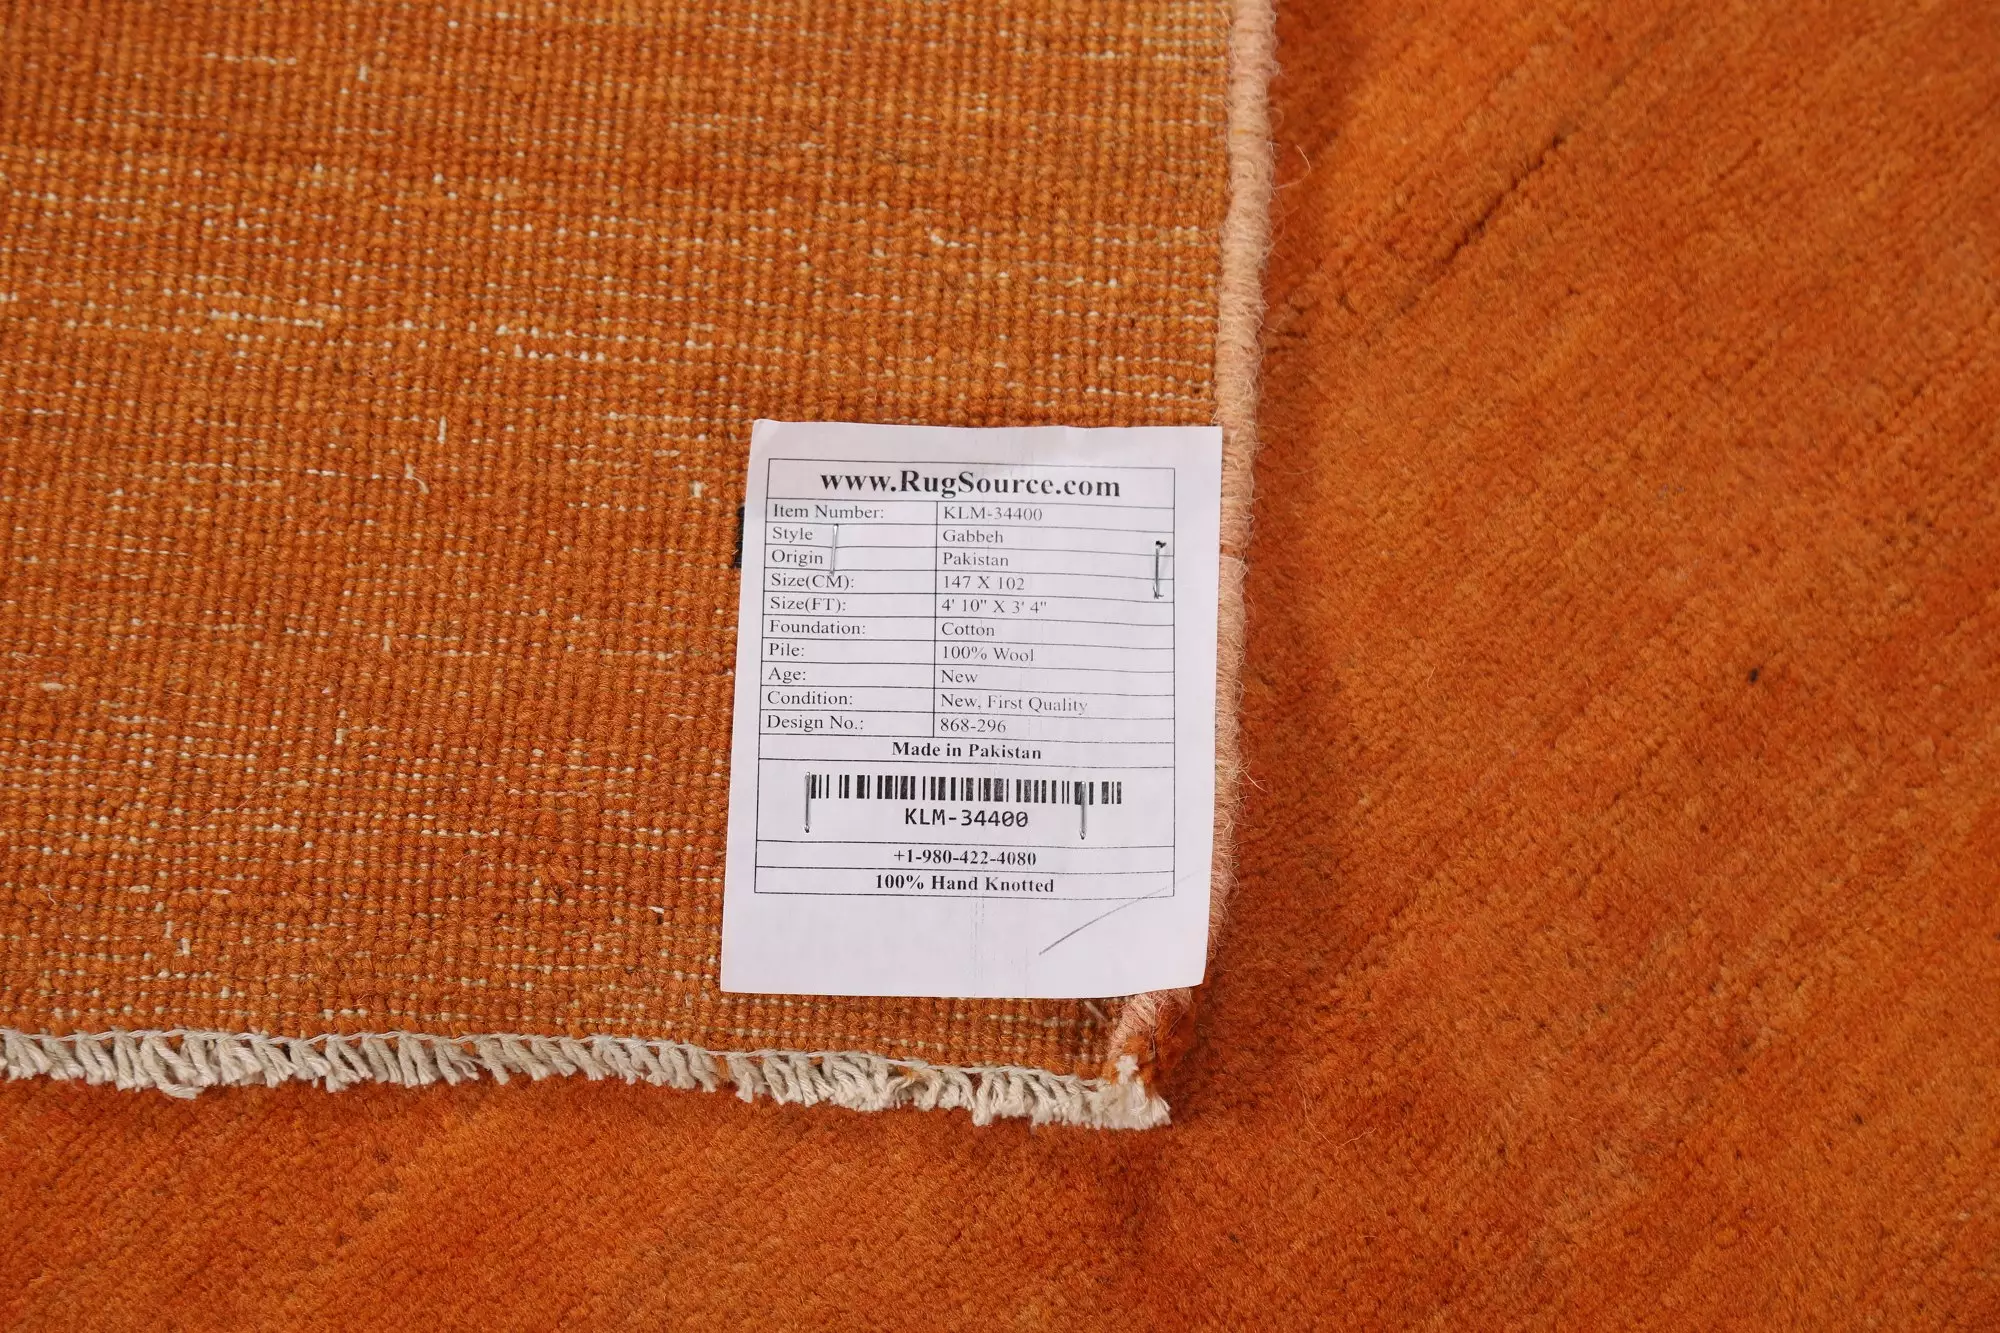 www.RugSource.com
Item Number: KLM-34400
Style Gabbeh
Origin Pakistan
Size(CM): 147 X 102
Size(FT): 4' 10" X 3' 4"
Foundation: Cotton
Pile: 100% Wool
Age: New
Condition: New, First Quality
Design No.: 868-296
Made in Pakistan
KLM-34400
+1-980-422-4080
100% Hand Knotted